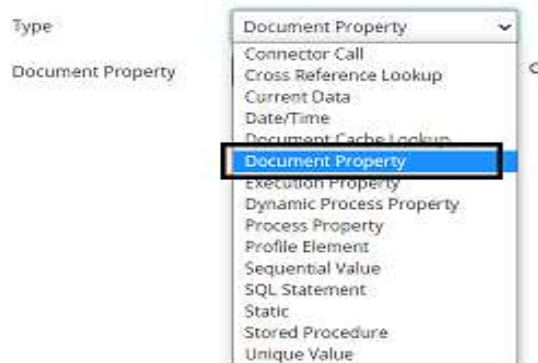 Type
Document Property
Document Property
Connector Call
Cross Reference Lookup
Current Data
Date/Time
Document Cache Lookup
Document Property
Execution Property
Dynamic Process Property
Process Property
Profile Element
Sequential Value
SQL Statement
Static
Stored Procedure
Unique Value